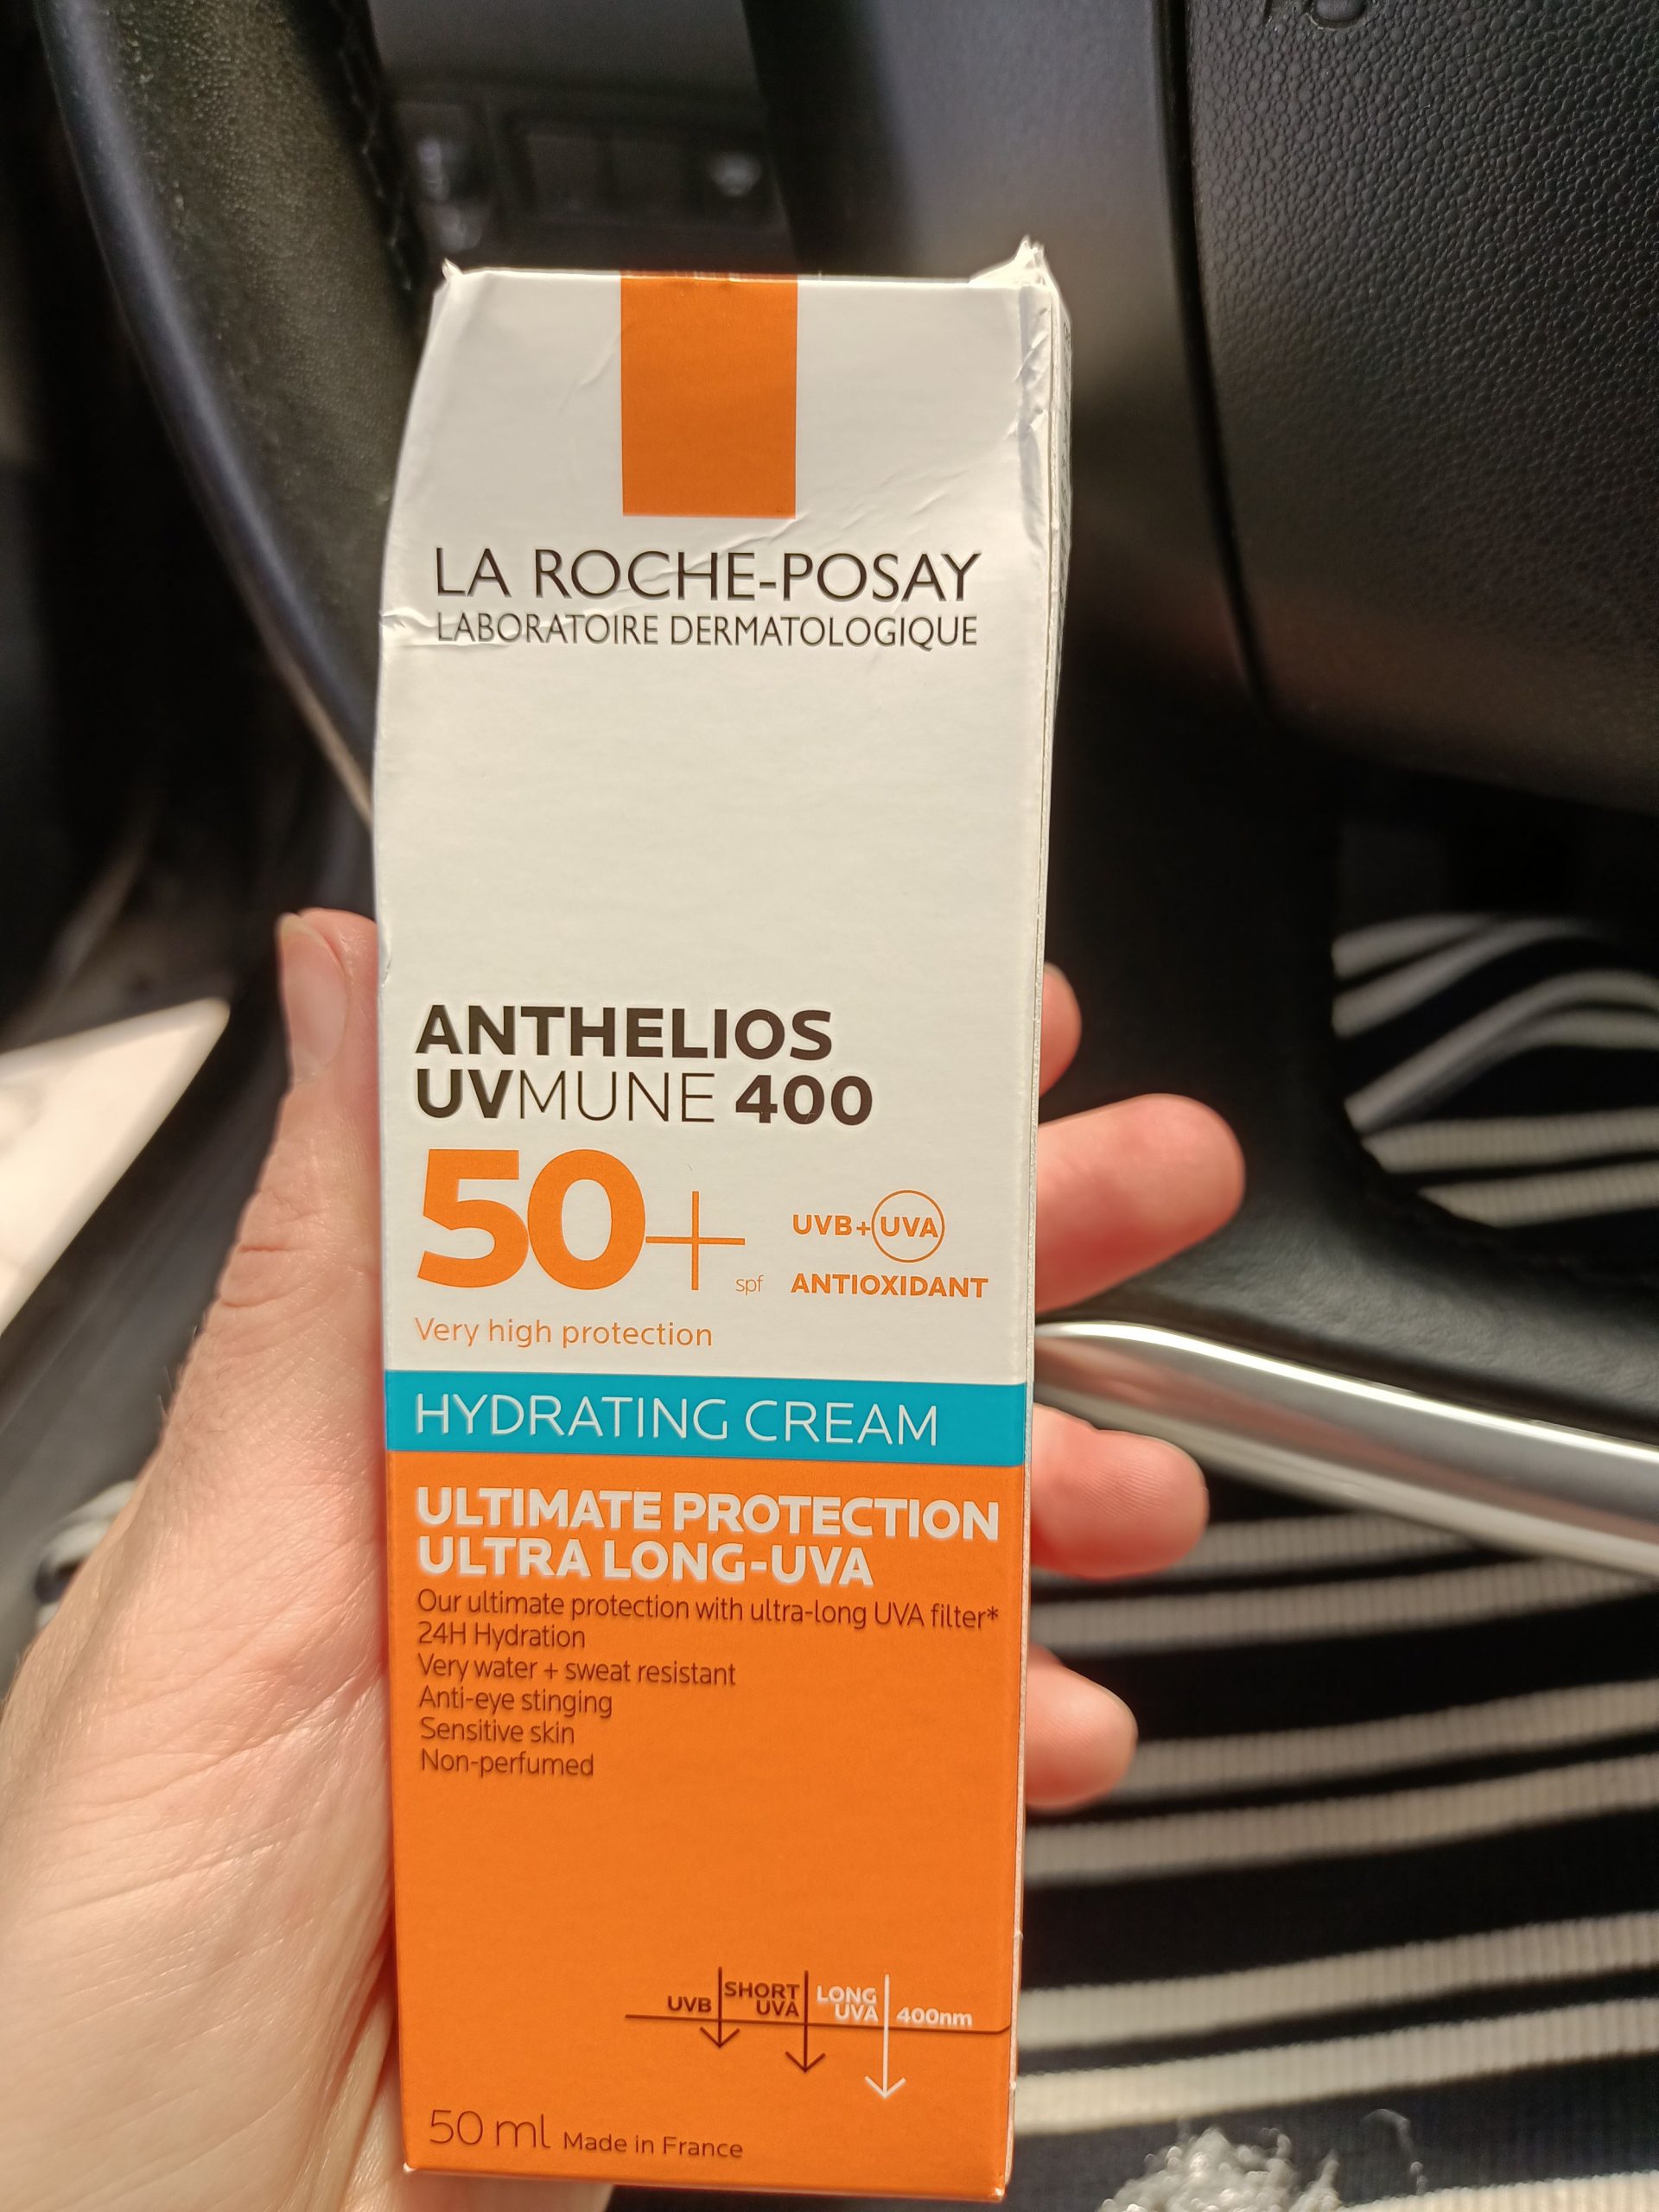 LA ROCHE-POSAY
LABORATOIRE DERMATOLOGIQUE
ANTHELIOS
UVMUNE 400
50+ spf
UVB+UVA
ANTIOXIDANT
Very high protection
HYDRATING CREAM
ULTIMATE PROTECTION
ULTRA LONG-UVA
Our ultimate protection with ultra-long UVA filter*
24H Hydration
Very water + sweat resistant
Anti-eye stinging
Sensitive skin
Non-perfumed
UVB
SHORT
UVA
LONG
UVA
400nm
50 ml Made in France